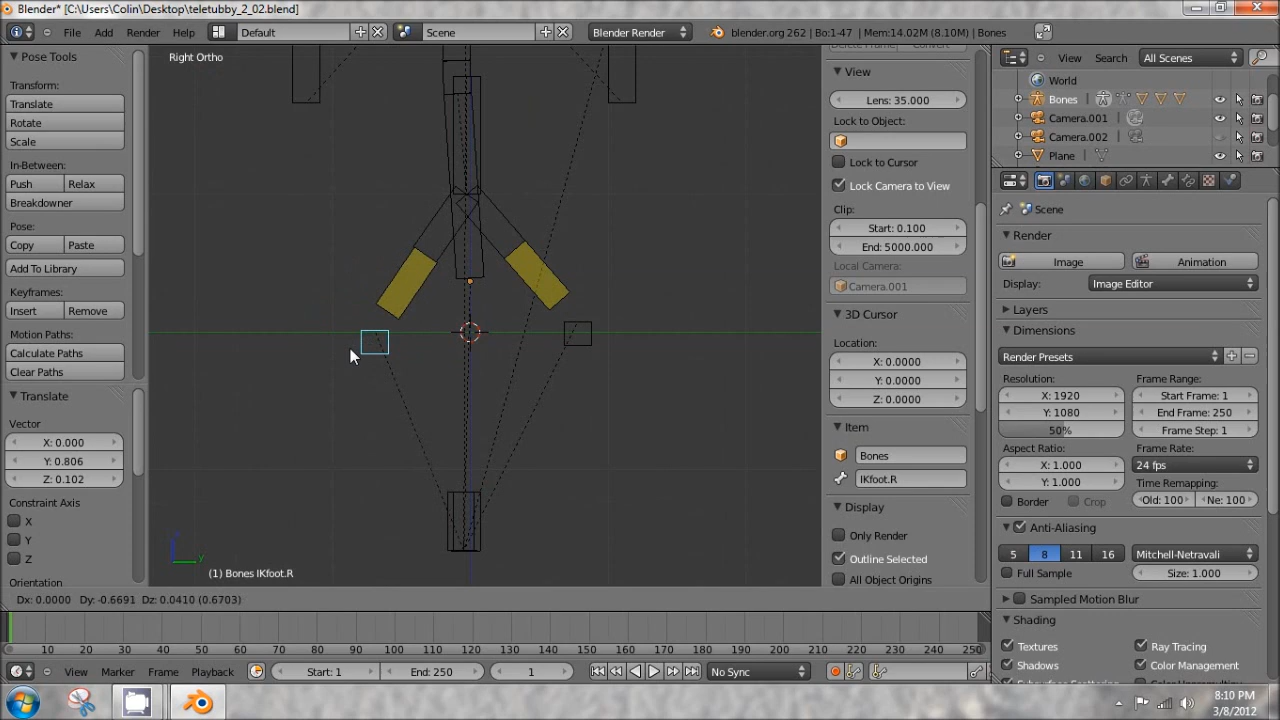 Blender* [C:\Users\Colin\Desktop\teletubby_2_02.blend]
File Add Render Help Default Scene Blender Render blender.org 262 | Bo:1-47 | Mem:14.02M (8.10M) | Bones
Right Ortho
Pose Tools
Transform:
Translate
Rotate
Scale
In-Between:
Push Relax
Breakdowner
Pose:
Copy Paste
Add To Library
Keyframes:
Insert Remove
Motion Paths:
Calculate Paths
Clear Paths
Translate
Vector
X: 0.000
Y: 0.806
Z: 0.102
Constraint Axis
X
Y
Z
Orientation
(1) Bones IKfoot.R
Dx: 0.0000 Dy: -0.6691 Dz: 0.0410 (0.6703)
View
Lens: 35.000
Lock to Object:
Lock to Cursor
Lock Camera to View
Clip:
Start: 0.100
End: 5000.000
Local Camera:
Camera.001
3D Cursor
Location:
X: 0.0000
Y: 0.0000
Z: 0.0000
Item
Bones
IKfoot.R
Display
Only Render
Outline Selected
All Object Origins
View Search All Scenes
World
Bones
Camera.001
Camera.002
Plane
Scene
Render
Image Animation
Display: Image Editor
Layers
Dimensions
Render Presets
Resolution: Frame Range:
X: 1920 Start Frame: 1
Y: 1080 End Frame: 250
50% Frame Step: 1
Aspect Ratio: Frame Rate:
X: 1.000 24 fps
Y: 1.000 Time Remapping:
Border Crop Old: 100 Ne: 100
Anti-Aliasing
5 8 11 16 Mitchell-Netravali
Full Sample Size: 1.000
Sampled Motion Blur
Shading
Textures Ray Tracing
Shadows Color Management
10 20 30 40 50 60 70 80 90 100 110 120 130 140 150 160 170 180 190 200 210 220 230 240 250
View Marker Frame Playback Start: 1 End: 250 1 No Sync
8:10 PM
3/8/2012